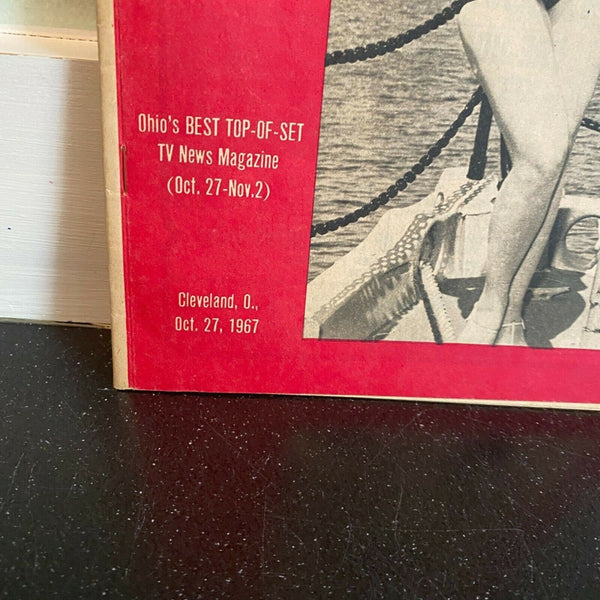 Ohio's BEST TOP-OF-SET
TV News Magazine
(Oct. 27-Nov.2)
Cleveland, O.,
Oct. 27, 1967